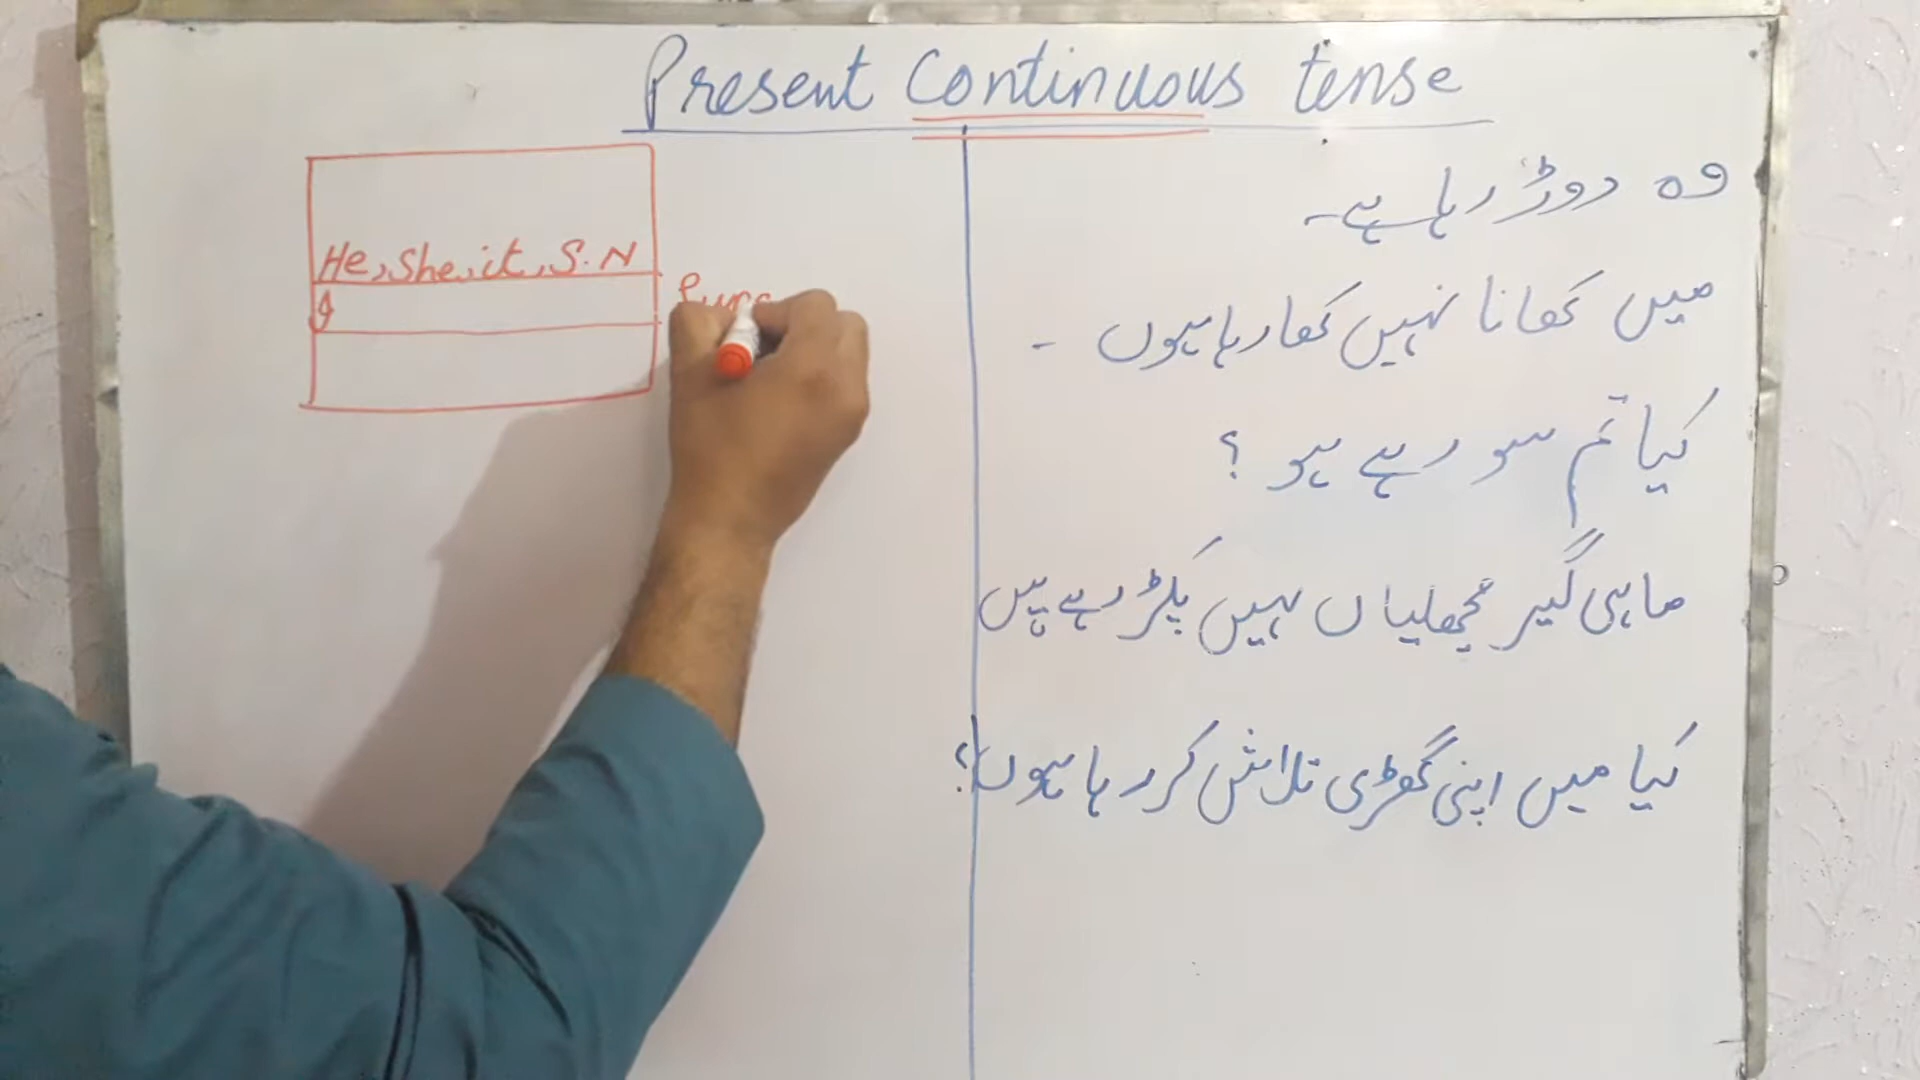 Present Continuous tense
He, She, it, S.N
I
وہ دوڑ رہا ہے۔
میں کھانا نہیں کھا رہا ہوں ۔
کیا تم سو رہے ہو ؟
ماہی گیر مچھلیاں نہیں پکڑ رہے ہیں
کیا میں اپنی گھڑی تلاش کر رہا ہوں؟